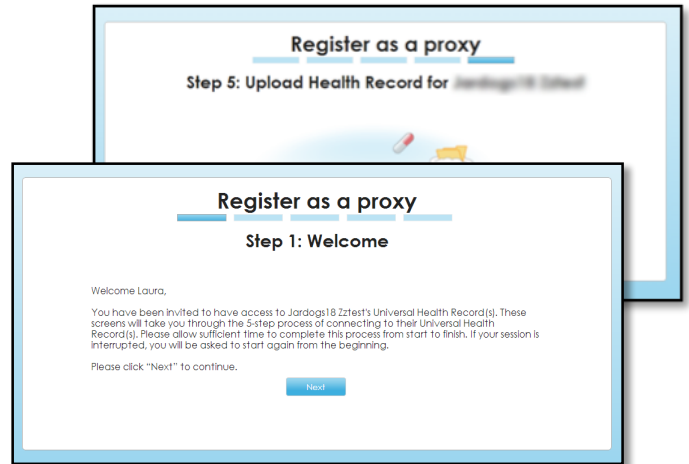 Register as a proxy
Step 5: Upload Health Record for
Register as a proxy
Step 1: Welcome
Welcome Laura,
You have been invited to have access to Jardogs18 Zztest's Universal Health Record(s). These
screens will take you through the 5-step process of connecting to their Universal Health
Record(s). Please allow sufficient time to complete this process from start to finish. If your session is
interrupted, you will be asked to start again from the beginning.
Please click “Next” to continue.
Next